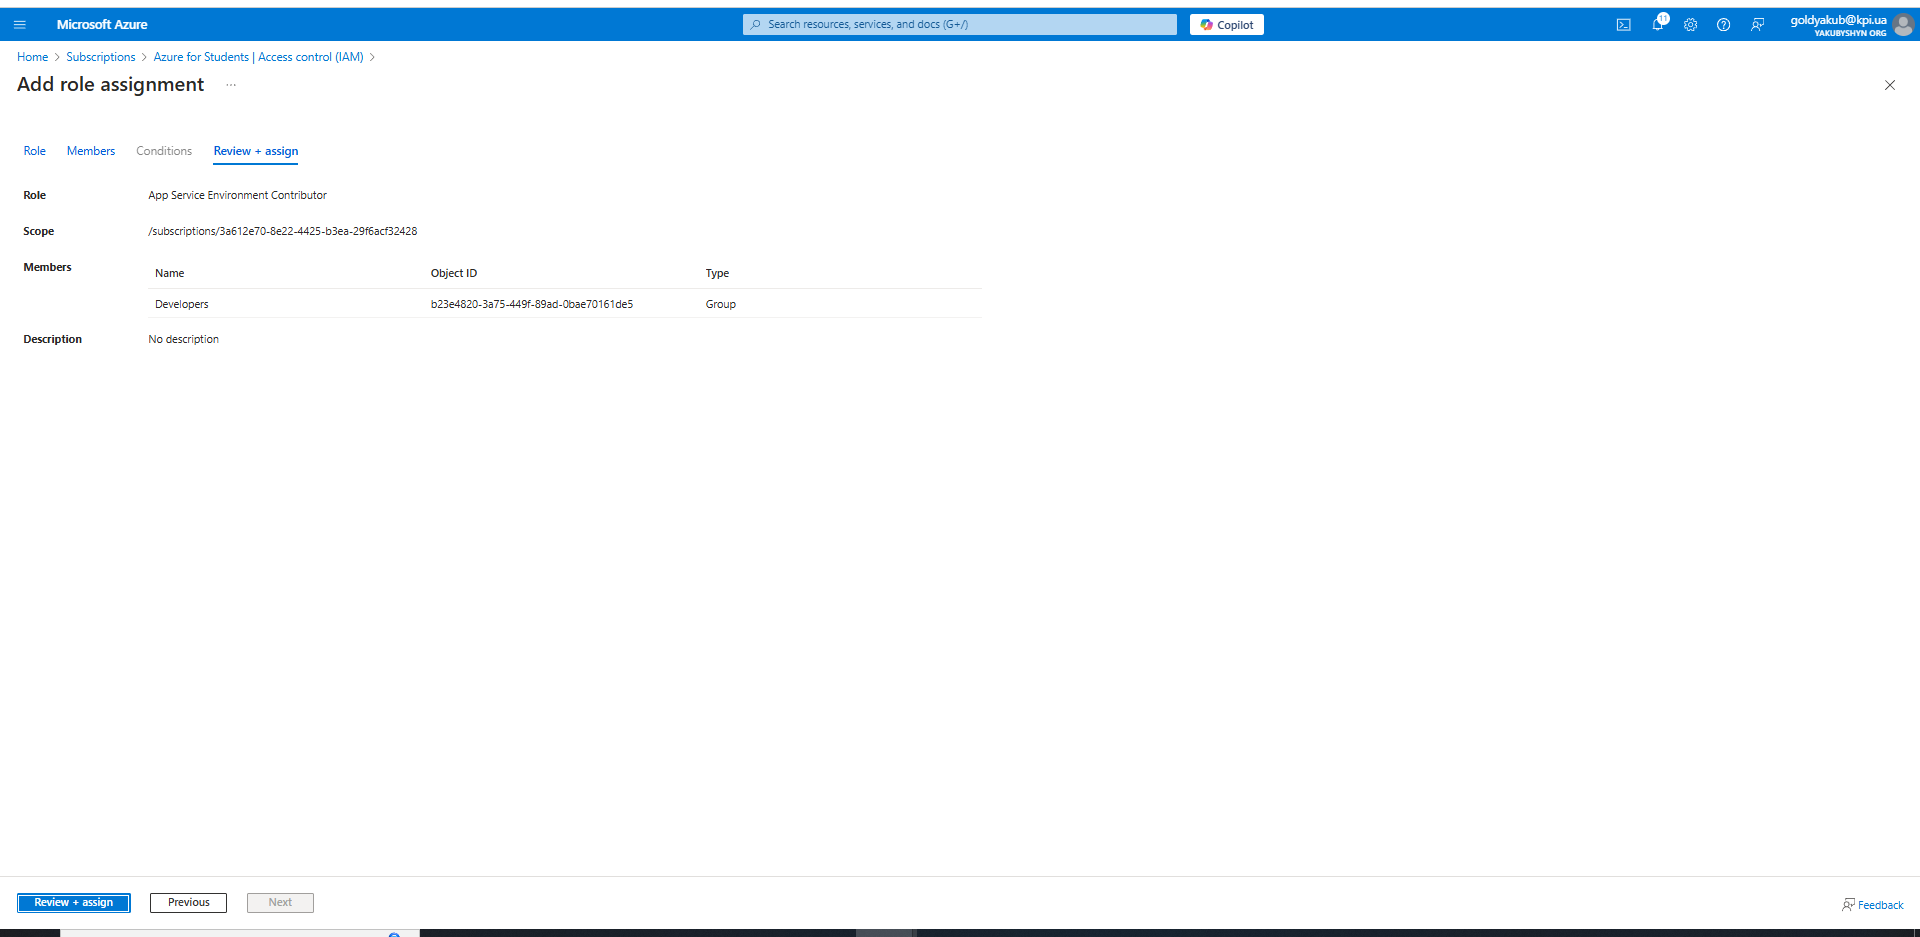 Microsoft Azure
Search resources, services, and docs (G+/)
Copilot
11
goldyakub@kpi.ua
YAKUBYSHYN ORG
Home > Subscriptions > Azure for Students | Access control (IAM) >
Add role assignment ...
Role Members Conditions Review + assign
Role App Service Environment Contributor
Scope /subscriptions/3a612e70-8e22-4425-b3ea-29f6acf32428
Members
Name Object ID Type
Developers b23e4820-3a75-449f-89ad-0bae70161de5 Group
Description No description
Review + assign Previous Next
Feedback